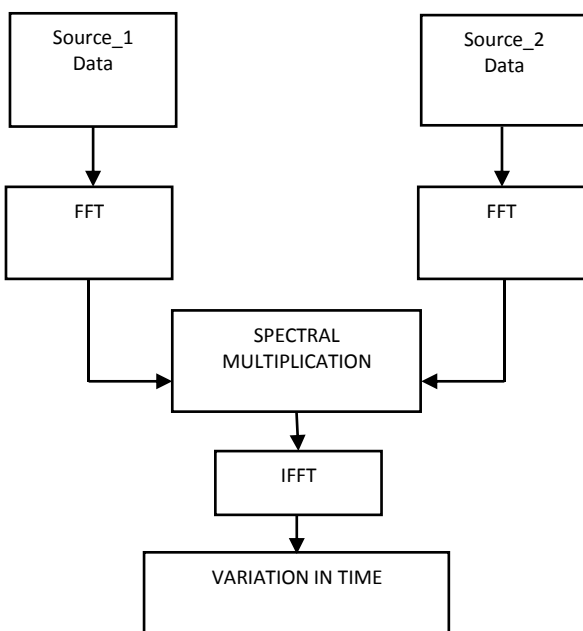 Source_1
Data
Source_2
Data
FFT
FFT
SPECTRAL
MULTIPLICATION
IFFT
VARIATION IN TIME